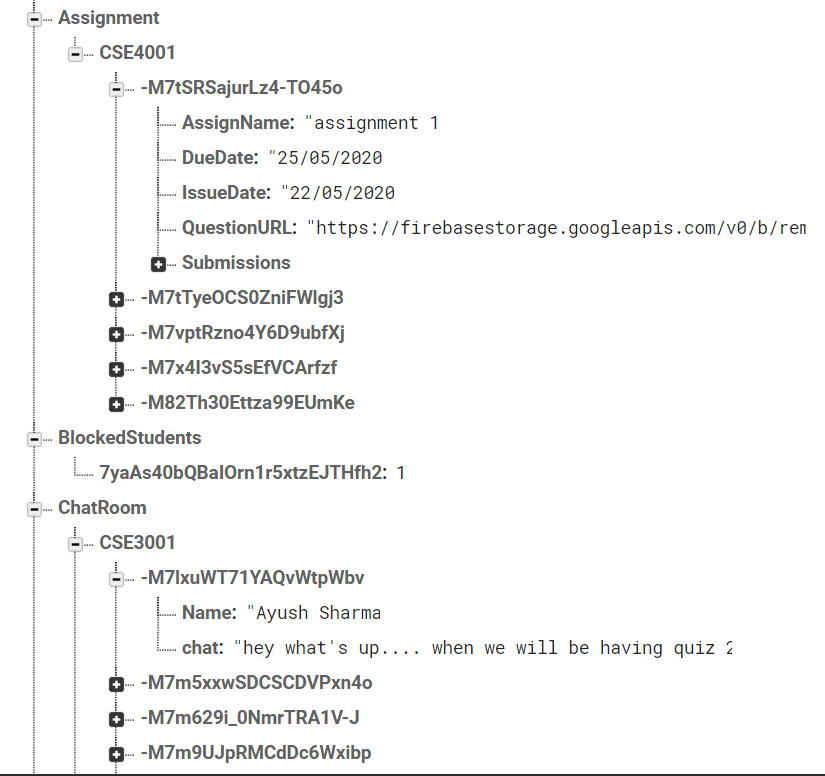 Assignment
CSE4001
-M7tSRSajurLz4-TO45o
AssignName: "assignment 1
DueDate: "25/05/2020
IssueDate: "22/05/2020
QuestionURL: "https://firebasestorage.googleapis.com/v0/b/rem
Submissions
-M7tTyeOCS0ZniFWlgj3
-M7vptRzno4Y6D9ubfXj
-M7x4I3vS5sEfVCArfzf
-M82Th30Ettza99EUmKe
BlockedStudents
7yaAs40bQBalOrn1r5xtzEJTHfh2: 1
ChatRoom
CSE3001
-M7lxuWT71YAQvWtpWbv
Name: "Ayush Sharma
chat: "hey what's up.... when we will be having quiz 2
-M7m5xxwSDCSCDVPxn4o
-M7m629i_0NmrTRA1V-J
-M7m9UJpRMCdDc6Wxibp